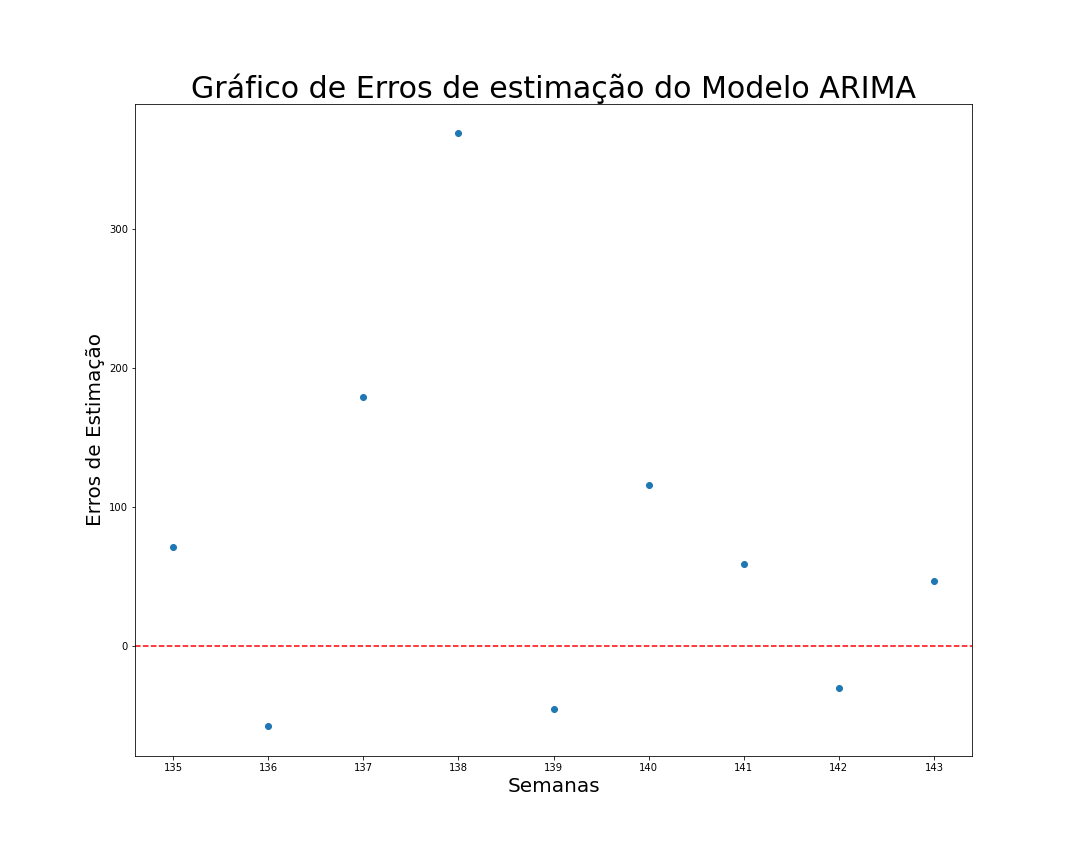 Gráfico de Erros de estimação do Modelo ARIMA
Erros de Estimação
300
200
100
0
135 136 137 138 139 140 141 142 143
Semanas